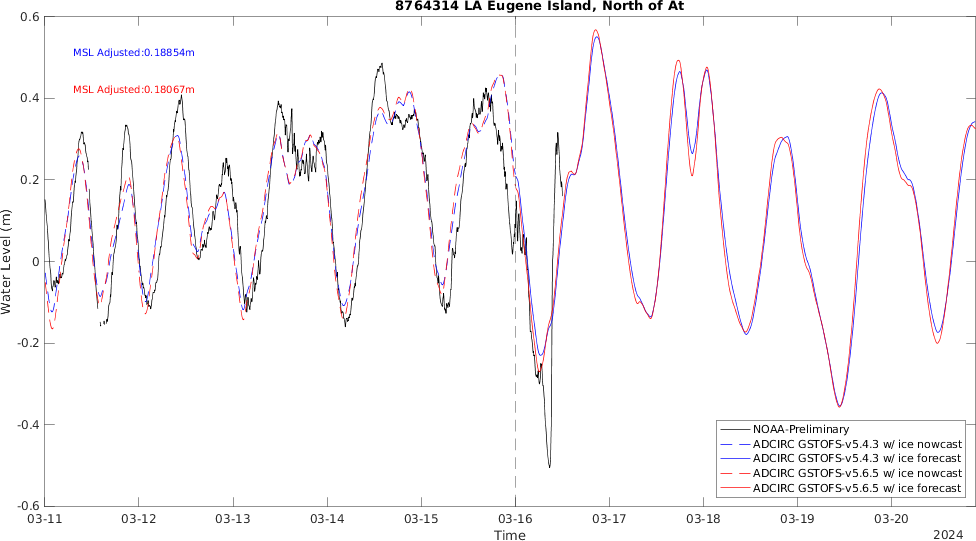 8764314 LA Eugene Island, North of At
MSL Adjusted:0.18854m
MSL Adjusted:0.18067m
Water Level (m)
0.6
0.4
0.2
0
-0.2
-0.4
-0.6
NOAA-Preliminary
ADCIRC GSTOFS-v5.4.3 w/ ice nowcast
ADCIRC GSTOFS-v5.4.3 w/ ice forecast
ADCIRC GSTOFS-v5.6.5 w/ ice nowcast
ADCIRC GSTOFS-v5.6.5 w/ ice forecast
03-11 03-12 03-13 03-14 03-15 03-16 03-17 03-18 03-19 03-20
Time
2024